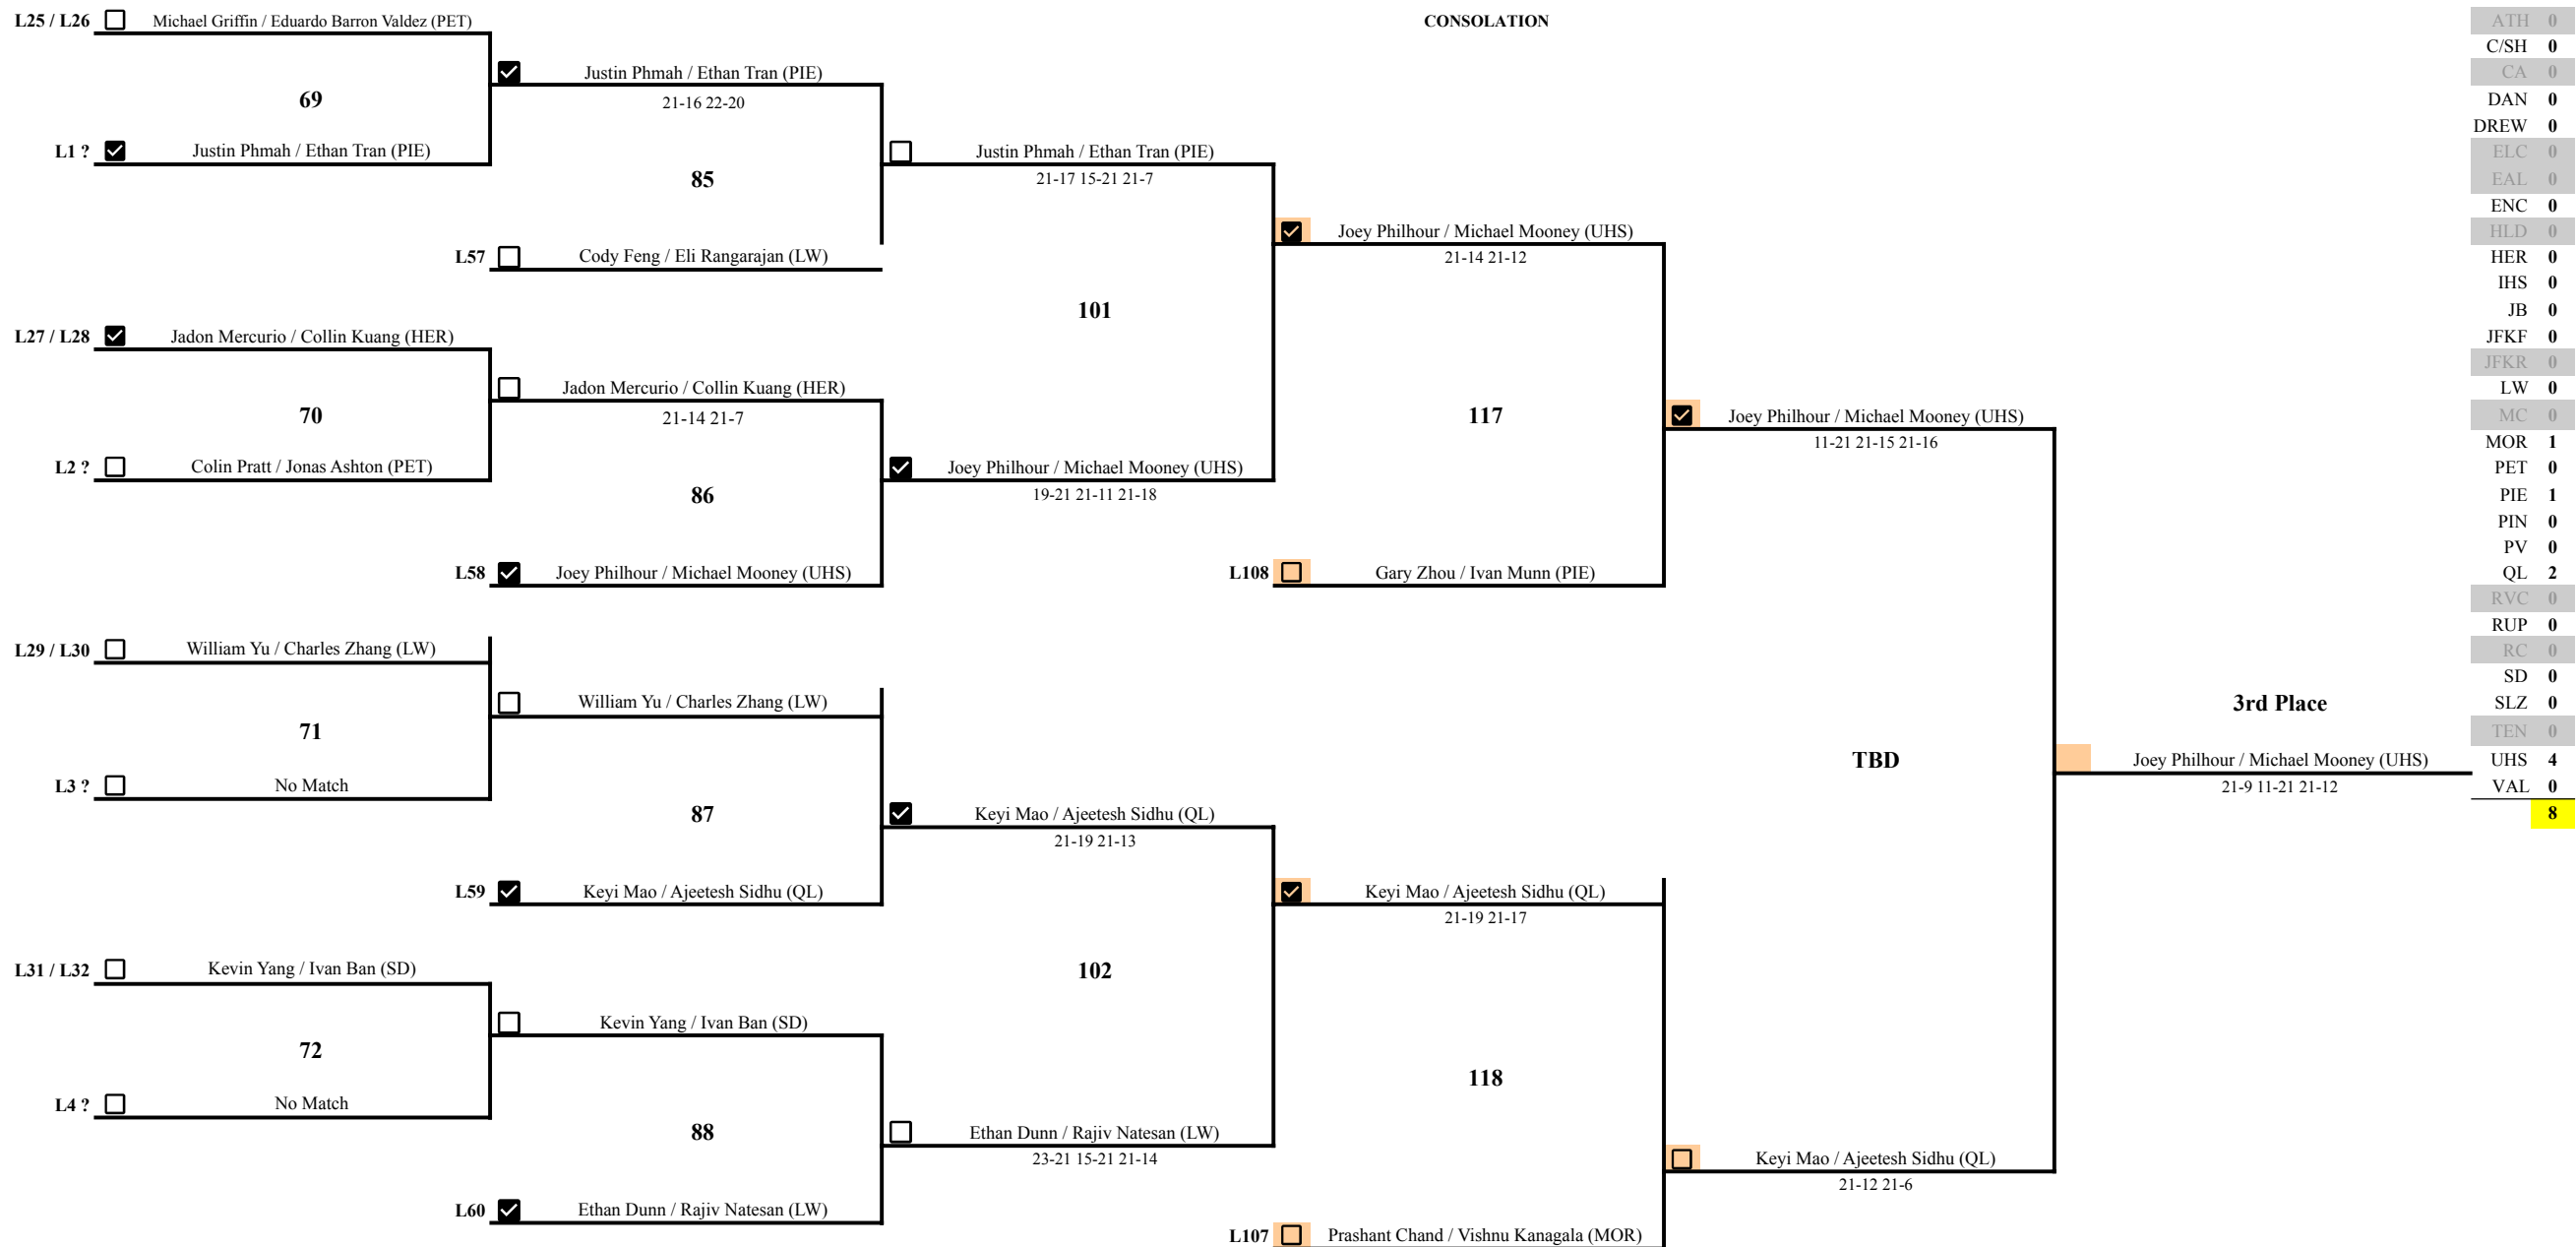 CONSOLATION
L25 / L26 Michael Griffin / Eduardo Barron Valdez (PET)
69
L1 ? Justin Phmah / Ethan Tran (PIE)
L27 / L28 Jadon Mercurio / Collin Kuang (HER)
70
L2 ? Colin Pratt / Jonas Ashton (PET)
L29 / L30 William Yu / Charles Zhang (LW)
71
L3 ? No Match
L31 / L32 Kevin Yang / Ivan Ban (SD)
72
L4 ? No Match
Justin Phmah / Ethan Tran (PIE)
21-16 22-20
85
L57 Cody Feng / Eli Rangarajan (LW)
Jadon Mercurio / Collin Kuang (HER)
21-14 21-7
86
L58 Joey Philhour / Michael Mooney (UHS)
William Yu / Charles Zhang (LW)
87
L59 Keyi Mao / Ajeetesh Sidhu (QL)
Kevin Yang / Ivan Ban (SD)
88
L60 Ethan Dunn / Rajiv Natesan (LW)
Justin Phmah / Ethan Tran (PIE)
21-17 15-21 21-7
101
Joey Philhour / Michael Mooney (UHS)
19-21 21-11 21-18
Keyi Mao / Ajeetesh Sidhu (QL)
21-19 21-13
102
Ethan Dunn / Rajiv Natesan (LW)
23-21 15-21 21-14
Joey Philhour / Michael Mooney (UHS)
21-14 21-12
117
L108 Gary Zhou / Ivan Munn (PIE)
Keyi Mao / Ajeetesh Sidhu (QL)
21-19 21-17
118
L107 Prashant Chand / Vishnu Kanagala (MOR)
Joey Philhour / Michael Mooney (UHS)
11-21 21-15 21-16
TBD
Keyi Mao / Ajeetesh Sidhu (QL)
21-12 21-6
3rd Place
Joey Philhour / Michael Mooney (UHS)
21-9 11-21 21-12
ATH 0
C/SH 0
CA 0
DAN 0
DREW 0
ELC 0
EAL 0
ENC 0
HLD 0
HER 0
IHS 0
JB 0
JFKF 0
JFKR 0
LW 0
MC 0
MOR 1
PET 0
PIE 1
PIN 0
PV 0
QL 2
RVC 0
RUP 0
RC 0
SD 0
SLZ 0
TEN 0
UHS 4
VAL 0
8